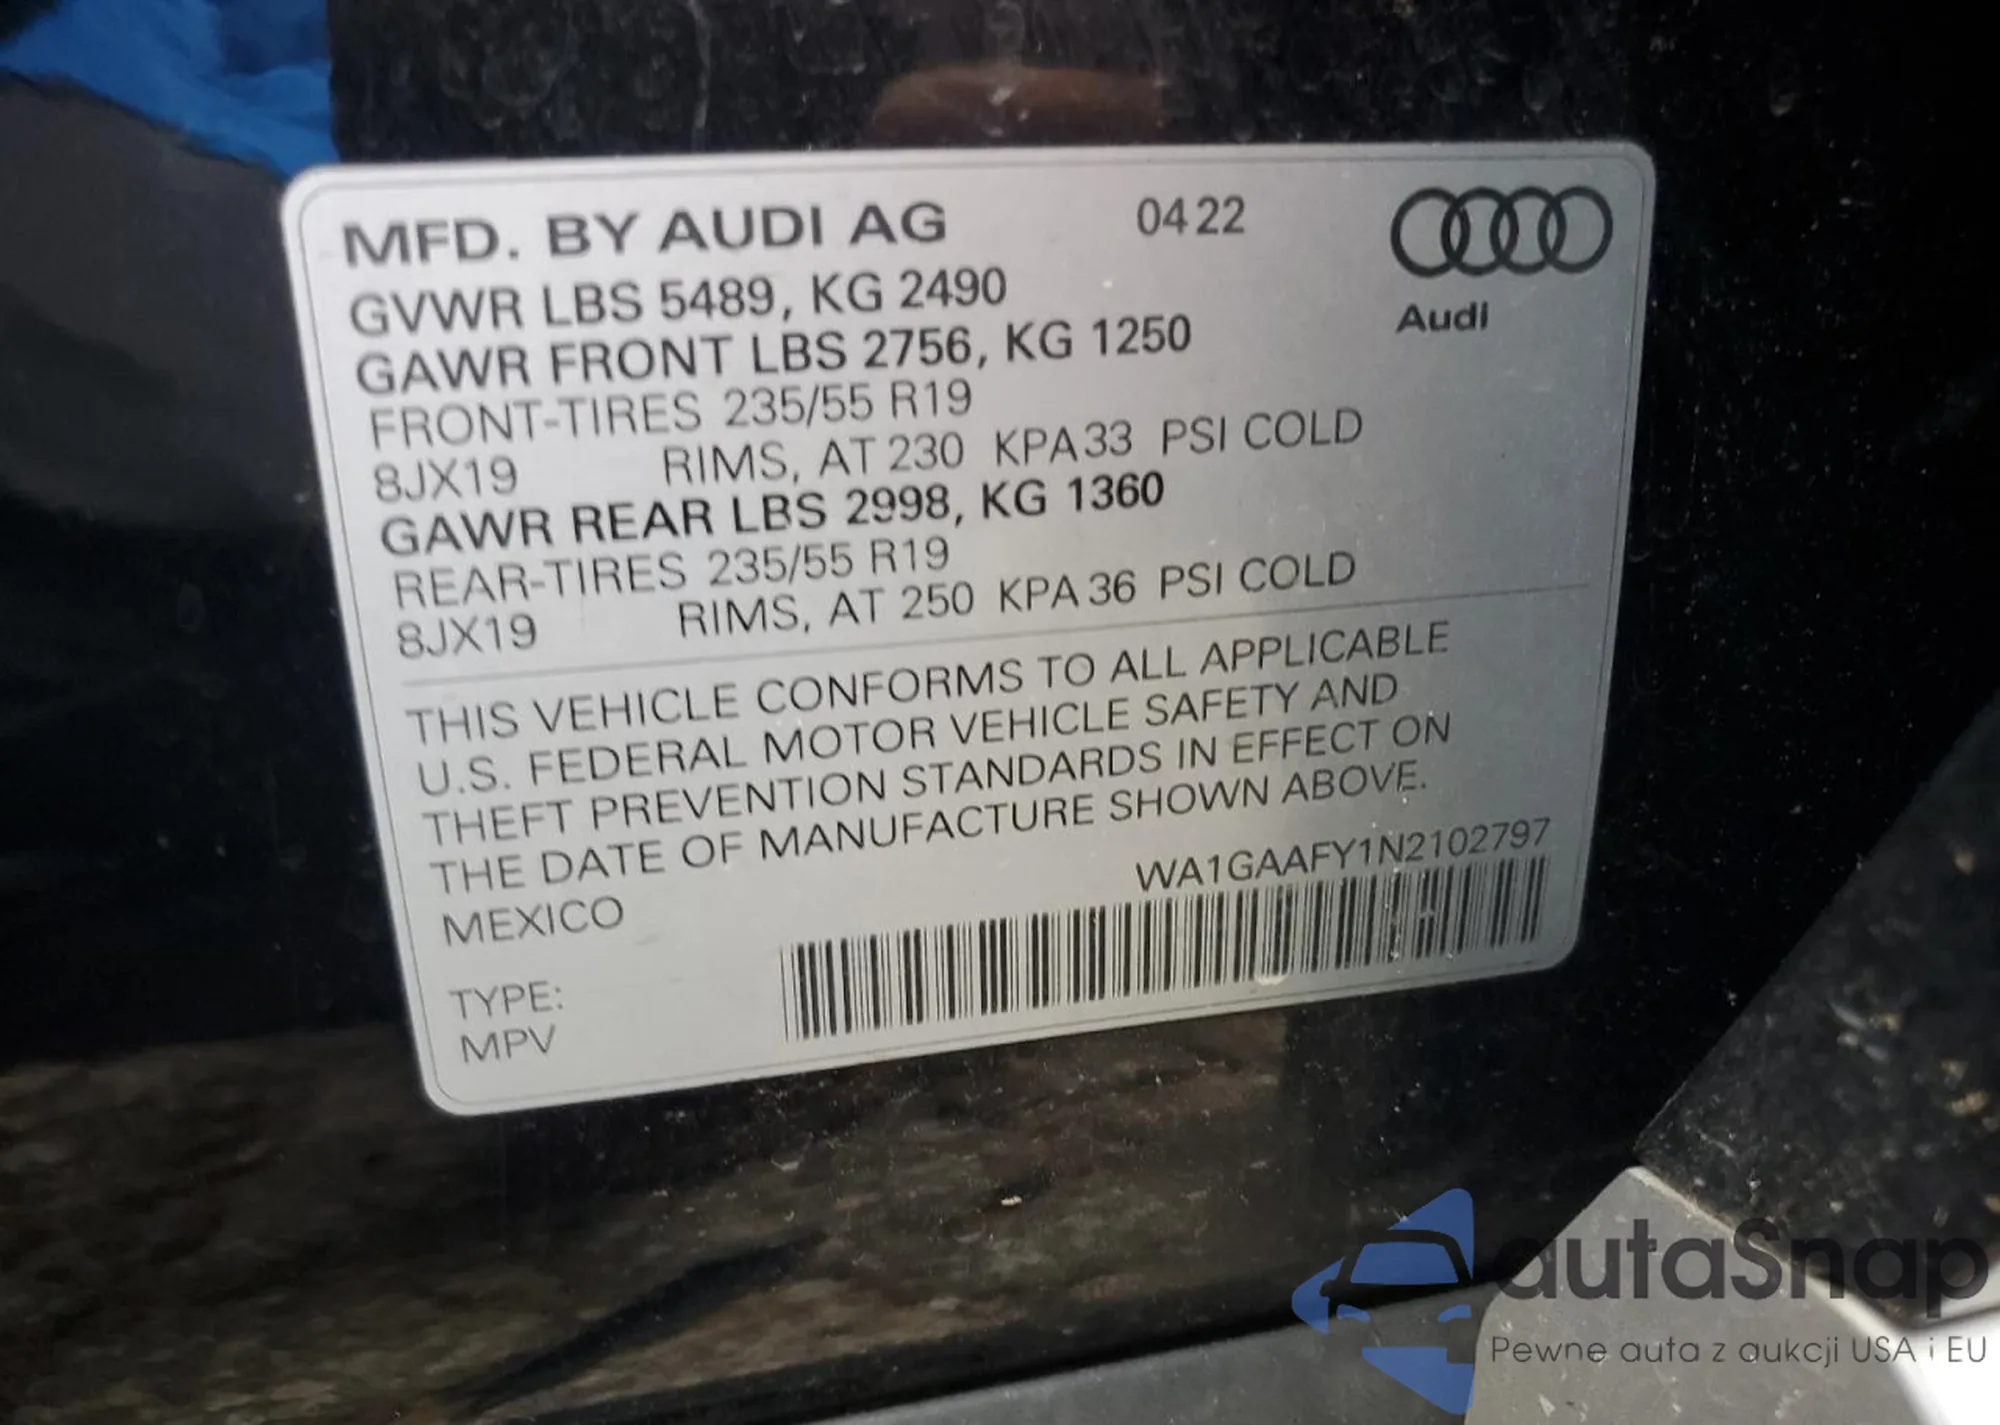 MFD. BY AUDI AG 0422
GVWR LBS 5489, KG 2490
Audi
GAWR FRONT LBS 2756, KG 1250
FRONT-TIRES 235/55 R19
8JX19 RIMS, AT 230 KPA 33 PSI COLD
GAWR REAR LBS 2998, KG 1360
REAR-TIRES 235/55 R19
8JX19 RIMS, AT 250 KPA 36 PSI COLD
THIS VEHICLE CONFORMS TO ALL APPLICABLE
U.S. FEDERAL MOTOR VEHICLE SAFETY AND
THEFT PREVENTION STANDARDS IN EFFECT ON
THE DATE OF MANUFACTURE SHOWN ABOVE.
WA1GAAFY1N2102797
MEXICO
TYPE:
MPV
autaSnap
Pewne auta z aukcji USA i EU